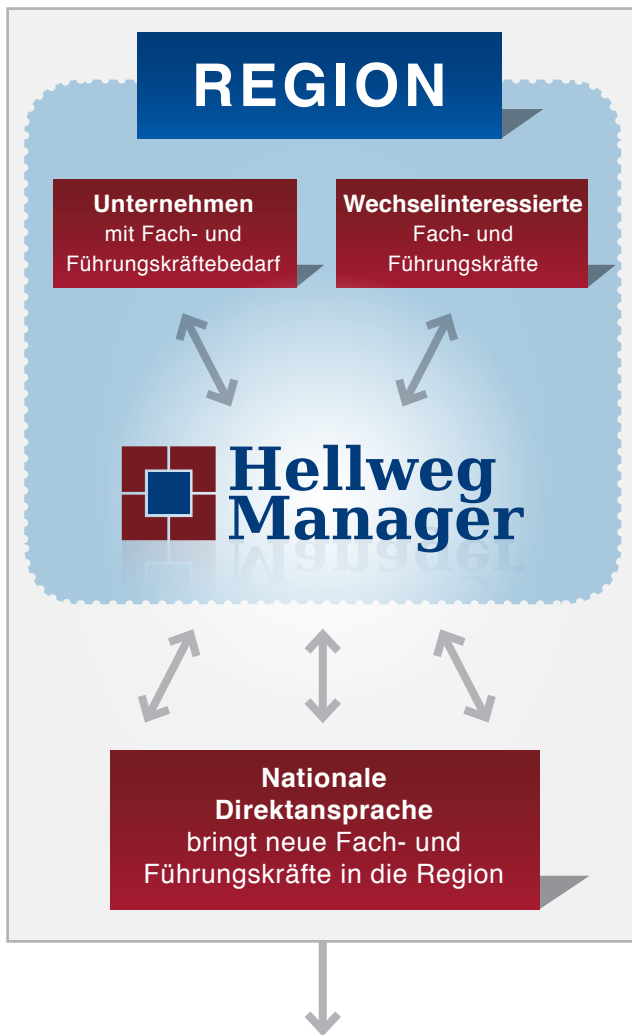 REGION
Unternehmen
mit Fach- und
Führungskräftebedarf
Wechselinteressierte
Fach- und
Führungskräfte
Hellweg
Manager
Nationale
Direktansprache
bringt neue Fach- und
Führungskräfte in die Region